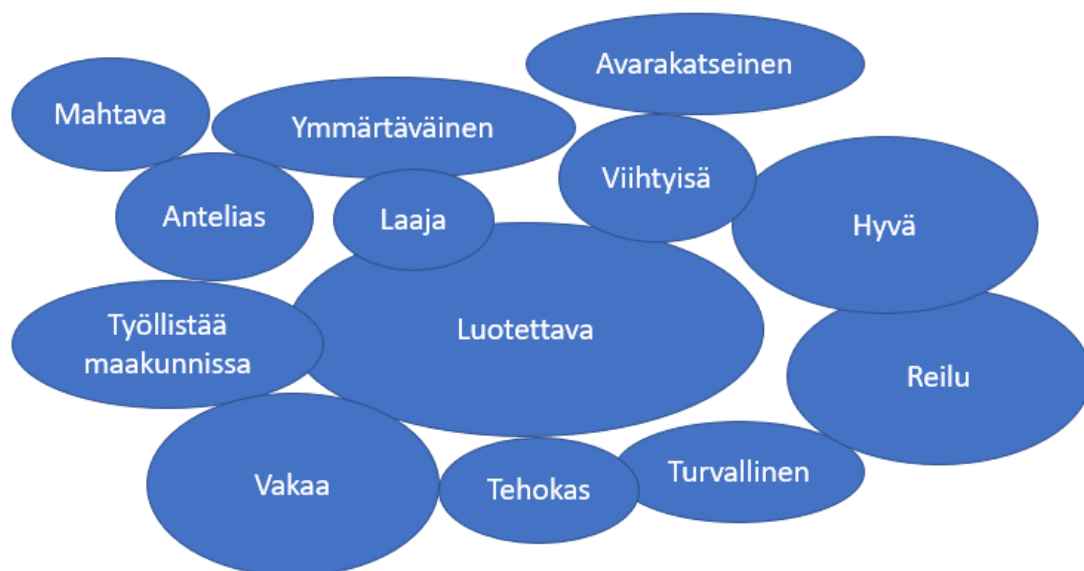 Avarakatseinen
Mahtava
Ymmärtäväinen
Viihtyisä
Antelias
Laaja
Hyvä
Työllistää
maakunnissa
Luotettava
Reilu
Vakaa
Tehokas
Turvallinen